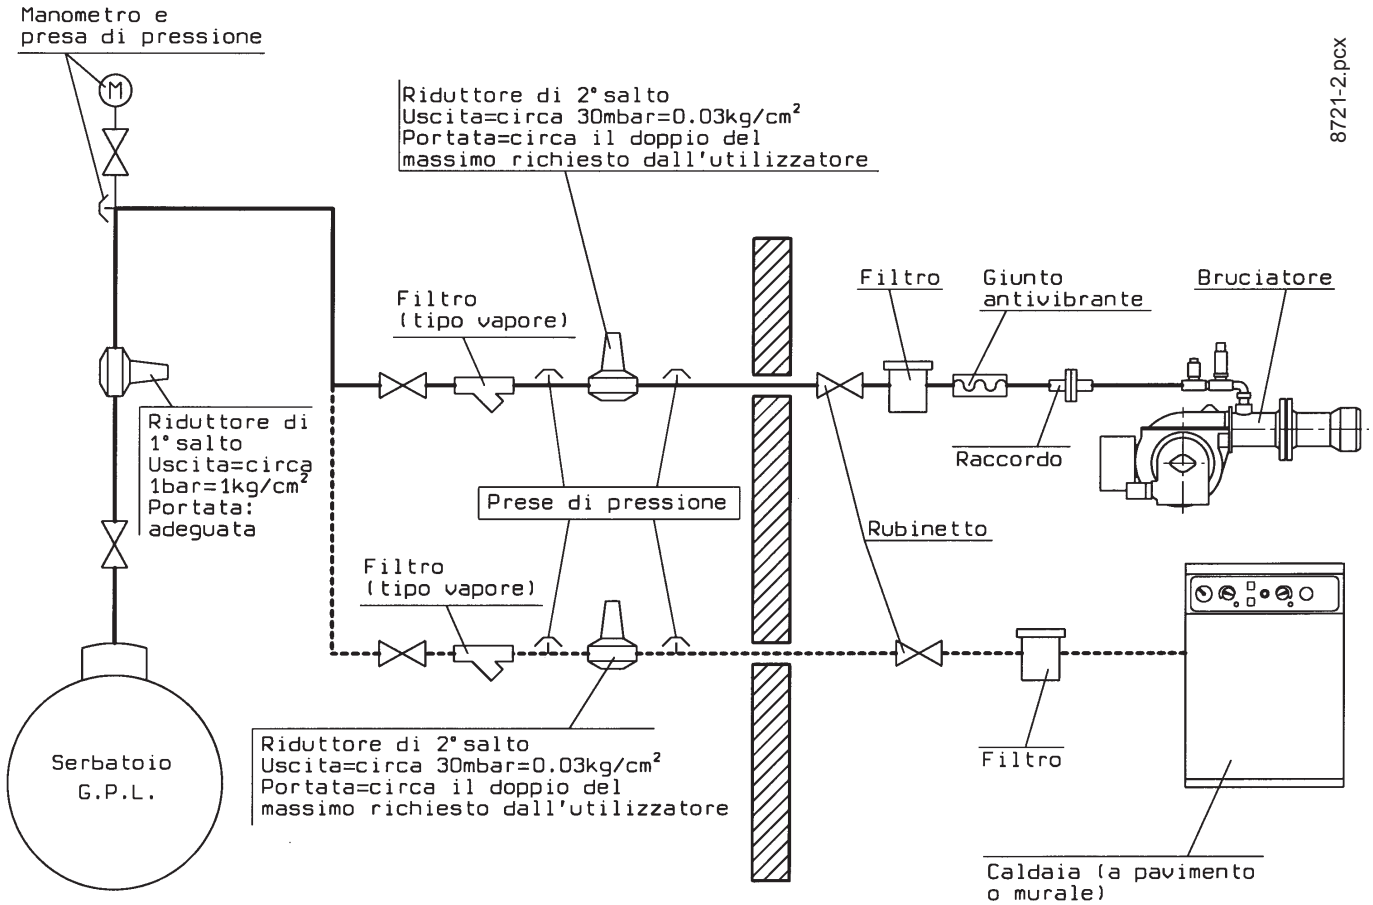 Manometro e
presa di pressione
M
8721-2.pcx
Riduttore di 2° salto
Uscita=circa 30mbar=0.03kg/cm²
Portata=circa il doppio del
massimo richiesto dall'utilizzatore
Filtro
(tipo vapore)
Filtro
Giunto
antivibrante
Bruciatore
Riduttore di
1° salto
Uscita=circa
1bar=1kg/cm²
Portata:
adeguata
Raccordo
Prese di pressione
Rubinetto
Filtro
(tipo vapore)
Serbatoio
G.P.L.
Riduttore di 2° salto
Uscita=circa 30mbar=0.03kg/cm²
Portata=circa il doppio del
massimo richiesto dall'utilizzatore
Filtro
Caldaia (a pavimento
o murale)